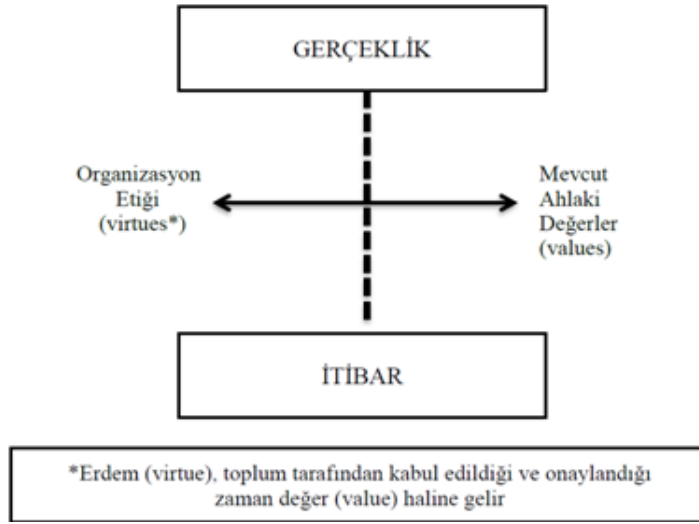 GERÇEKLİK
Organizasyon
Etiği
(virtues*)
Mevcut
Ahlaki
Değerler
(values)
İTİBAR
*Erdem (virtue), toplum tarafından kabul edildiği ve onaylandığı
zaman değer (value) haline gelir